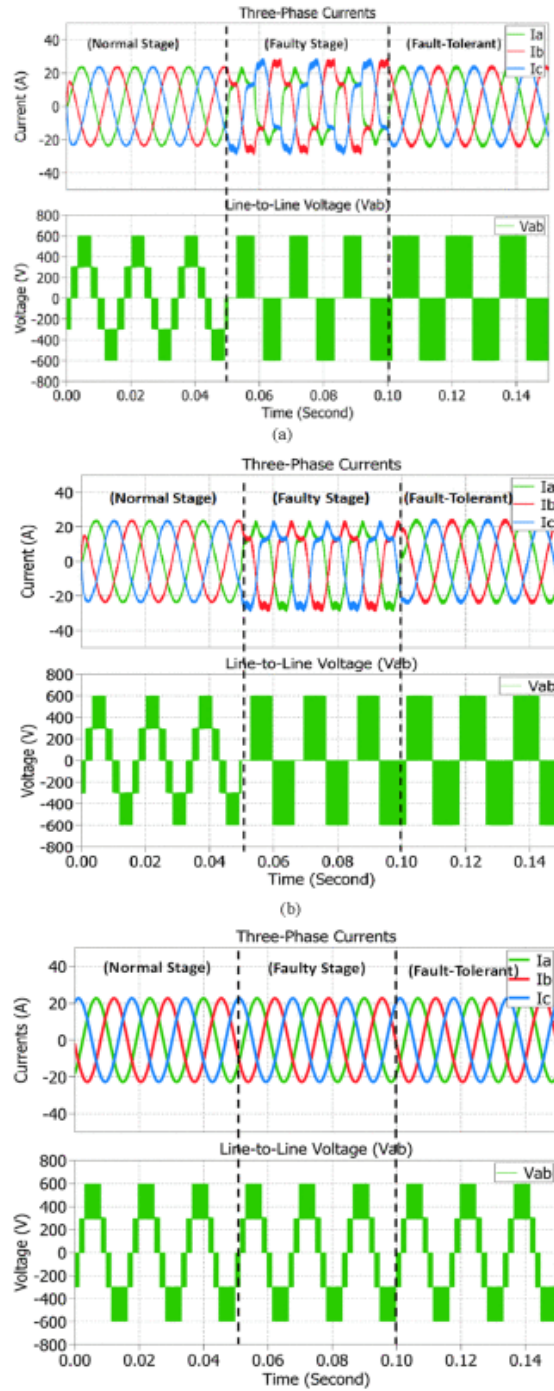 Three-Phase Currents
(Normal Stage) (Faulty Stage) (Fault-Tolerant)
Ia
Ib
Ic
Current (A)
40
20
0
-20
-40
Line-to-Line Voltage (Vab)
Vab
Voltage (V)
800
600
400
200
0
-200
-400
-600
-800
0.00 0.02 0.04 0.06 0.08 0.10 0.12 0.14
Time (Second)
(a)
Three-Phase Currents
(Normal Stage) (Faulty Stage) (Fault-Tolerant)
Ia
Ib
Ic
Current (A)
40
20
0
-20
-40
Line-to-Line Voltage (Vab)
Vab
Voltage (V)
800
600
400
200
0
-200
-400
-600
-800
0.00 0.02 0.04 0.06 0.08 0.10 0.12 0.14
Time (Second)
(b)
Three-Phase Currents
(Normal Stage) (Faulty Stage) (Fault-Tolerant)
Ia
Ib
Ic
Currents (A)
40
20
0
-20
-40
Line-to-Line Voltage (Vab)
Vab
Voltage (V)
800
600
400
200
0
-200
-400
-600
-800
0.00 0.02 0.04 0.06 0.08 0.10 0.12 0.14
Time (Second)